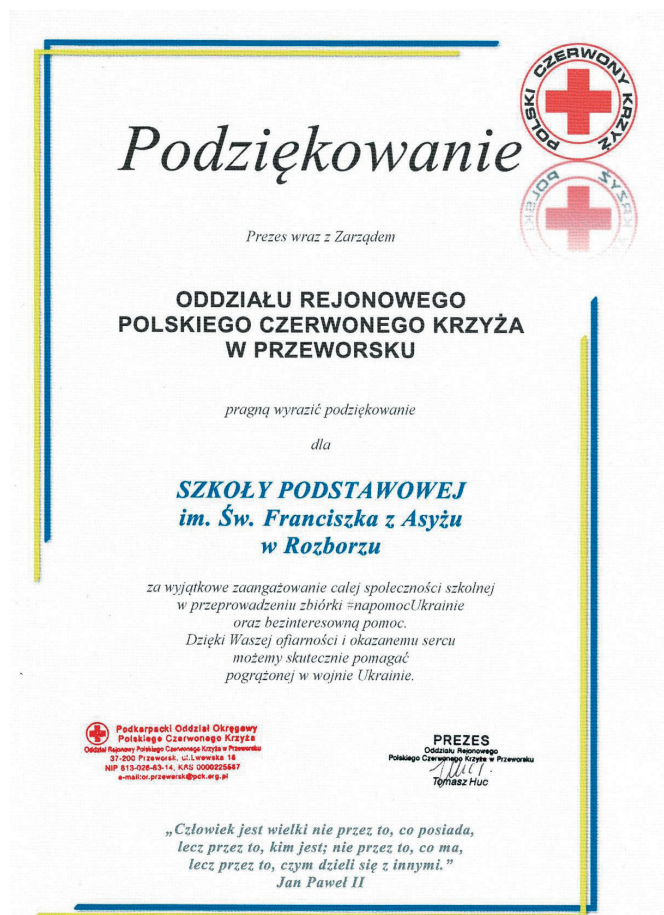 POLSKI CZERWONY KRZYŻ
Podziękowanie
Prezes wraz z Zarządem
ODDZIAŁU REJONOWEGO
POLSKIEGO CZERWONEGO KRZYŻA
W PRZEWORSKU
pragną wyrazić podziękowanie
dla
SZKOŁY PODSTAWOWEJ
im. Św. Franciszka z Asyżu
w Rozborzu
za wyjątkowe zaangażowanie całej społeczności szkolnej
w przeprowadzeniu zbiórki #napomocUkrainie
oraz bezinteresowną pomoc.
Dzięki Waszej ofiarności i okazanemu sercu
możemy skutecznie pomagać
pogrążonej w wojnie Ukrainie.
Podkarpacki Oddział Okręgowy
Polskiego Czerwonego Krzyża
Oddział Rejonowy Polskiego Czerwonego Krzyża w Przeworsku
37-200 Przeworsk, ul.Lwowska 16
NIP 813-026-83-14, KRS 0000225587
e-mail:or.przeworsk@pck.org.pl
PREZES
Oddziału Rejonowego
Polskiego Czerwonego Krzyża w Przeworsku
Tomasz Huc
„Człowiek jest wielki nie przez to, co posiada,
lecz przez to, kim jest; nie przez to, co ma,
lecz przez to, czym dzieli się z innymi.”
Jan Paweł II